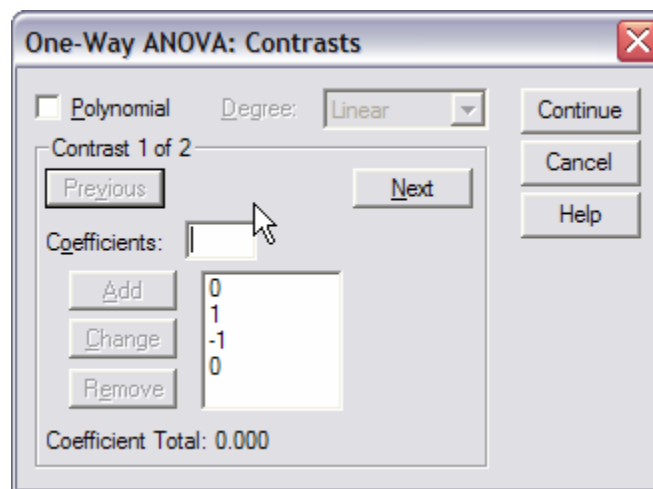 One-Way ANOVA: Contrasts
Polynomial Degree: Linear Continue
Contrast 1 of 2
Cancel
Previous Next
Help
Coefficients:
Add
Change
Remove
0
1
-1
0
Coefficient Total: 0.000